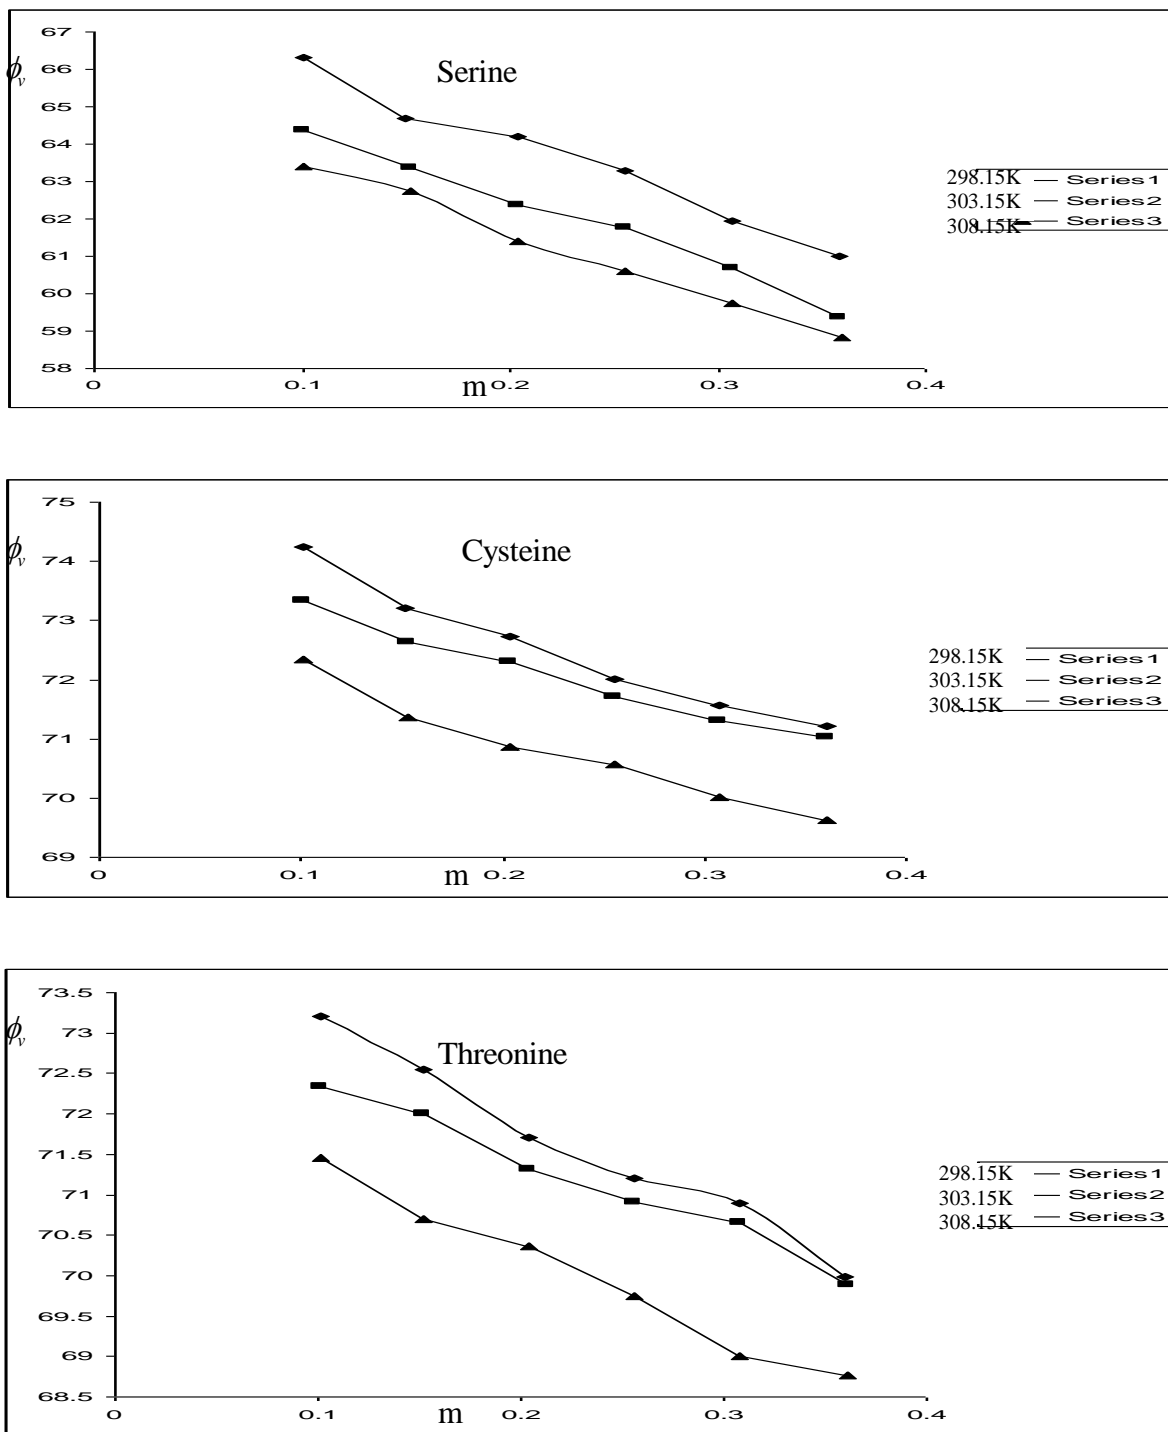 67
66
ϕv
Serine
65
64
63
62
61
60
59
58
0
0.1
m
0.2
0.3
0.4
298.15K Series1
303.15K Series2
308.15K Series3
75
74
ϕv
Cysteine
73
72
71
70
69
0
0.1
m
0.2
0.3
0.4
298.15K Series1
303.15K Series2
308.15K Series3
73.5
73
ϕv
Threonine
72.5
72
71.5
71
70.5
70
69.5
69
68.5
0
0.1
m
0.2
0.3
0.4
298.15K Series1
303.15K Series2
308.15K Series3